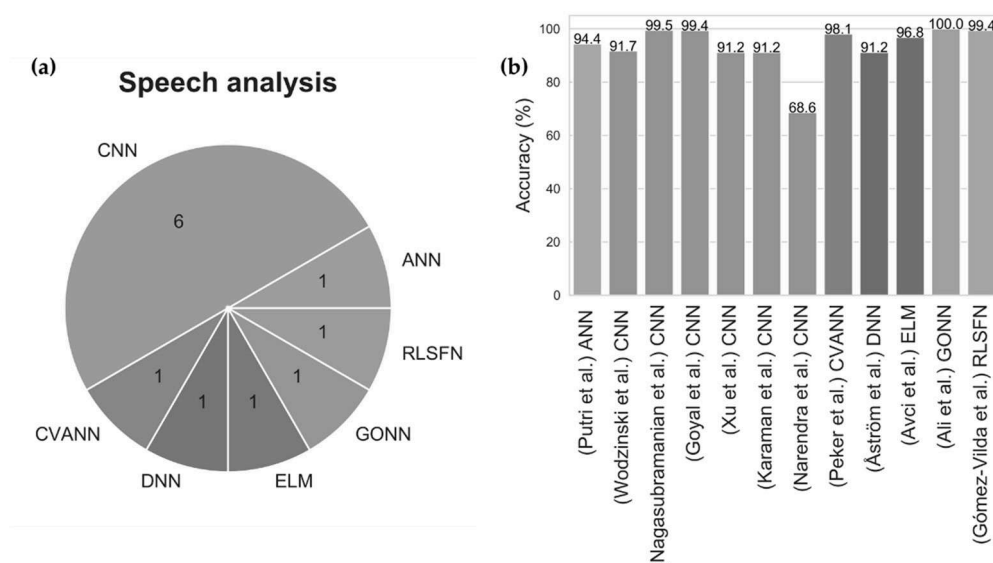 (a)
Speech analysis
CNN
6
ANN
1
1
RLSFN
1
GONN
1
ELM
1
DNN
1
CVANN
(b)
Accuracy (%)
100
80
60
40
20
0
94.4
91.7
99.5
99.4
91.2
91.2
68.6
98.1
91.2
96.8
100.0
99.4
(Putri et al.) ANN
(Wodzinski et al.) CNN
Nagasubramanian et al.) CNN
(Goyal et al.) CNN
(Xu et al.) CNN
(Karaman et al.) CNN
(Narendra et al.) CNN
(Peker et al.) CVANN
(Åström et al.) DNN
(Avci et al.) ELM
(Ali et al.) GONN
(Gómez-Vilda et al.) RLSFN